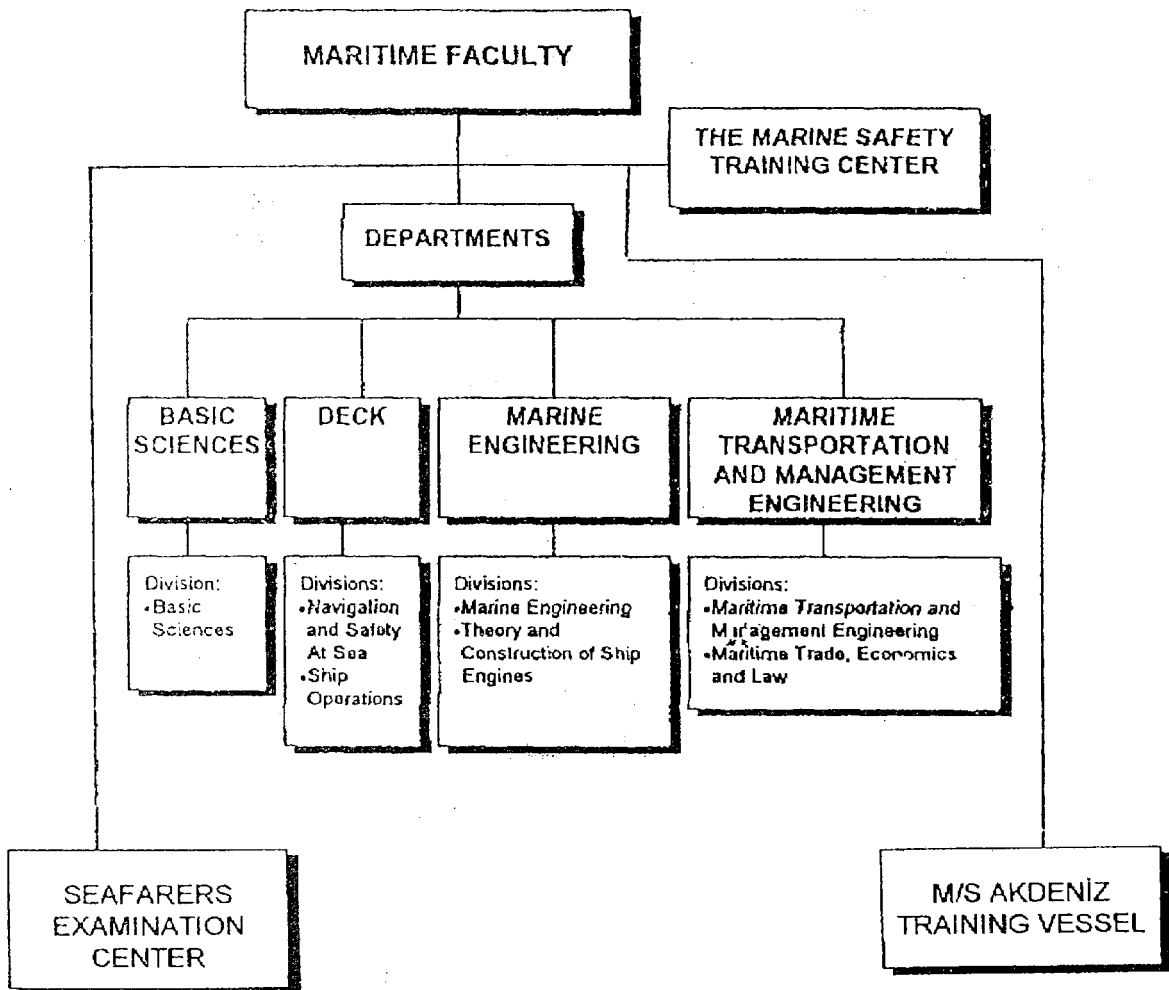 MARITIME FACULTY
THE MARINE SAFETY
TRAINING CENTER
DEPARTMENTS
BASIC
SCIENCES
DECK
MARINE
ENGINEERING
MARITIME
TRANSPORTATION
AND MANAGEMENT
ENGINEERING
Division:
•Basic
Sciences
Divisions:
•Navigation
and Safety
At Sea
•Ship
Operations
Divisions:
•Marine Engineering
•Theory and
Construction of Ship
Engines
Divisions:
•Maritime Transportation and
Management Engineering
•Maritime Trade, Economics
and Law
SEAFARERS
EXAMINATION
CENTER
M/S AKDENİZ
TRAINING VESSEL